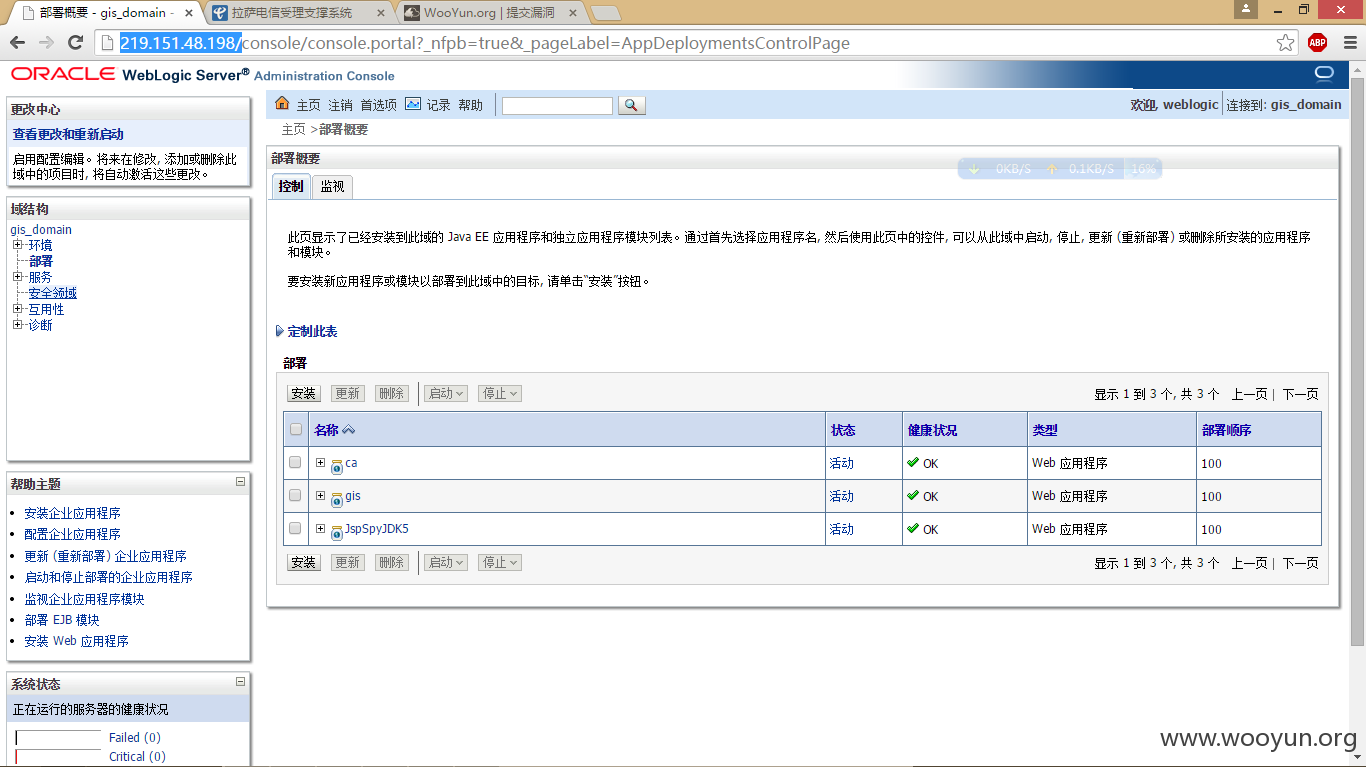 部署概要 - gis_domain -
拉萨电信受理支撑系统
WooYun.org | 提交漏洞
219.151.48.198/console/console.portal?_nfpb=true&_pageLabel=AppDeploymentsControlPage
ABP
ORACLE WebLogic Server® Administration Console
更改中心
查看更改和重新启动
启用配置编辑。将来在修改, 添加或删除此
域中的项目时, 将自动激活这些更改。
域结构
gis_domain
环境
部署
服务
安全领域
互用性
诊断
帮助主题
安装企业应用程序
配置企业应用程序
更新 (重新部署) 企业应用程序
启动和停止部署的企业应用程序
监视企业应用程序模块
部署 EJB 模块
安装 Web 应用程序
系统状态
正在运行的服务器的健康状况
Failed (0)
Critical (0)
主页 注销 首选项 记录 帮助
欢迎, weblogic 连接到: gis_domain
主页 >部署概要
部署概要
0KB/S 0.1KB/S 16%
控制 监视
此页显示了已经安装到此域的 Java EE 应用程序和独立应用程序模块列表。通过首先选择应用程序名, 然后使用此页中的控件, 可以从此域中启动, 停止, 更新 (重新部署) 或删除所安装的应用程序
和模块。
要安装新应用程序或模块以部署到此域中的目标, 请单击“安装”按钮。
定制此表
部署
安装 更新 删除 启动 停止 显示 1 到 3 个, 共 3 个 上一页 | 下一页
名称 状态 健康状况 类型 部署顺序
ca 活动 OK Web 应用程序 100
gis 活动 OK Web 应用程序 100
JspSpyJDK5 活动 OK Web 应用程序 100
安装 更新 删除 启动 停止 显示 1 到 3 个, 共 3 个 上一页 | 下一页
www.wooyun.org